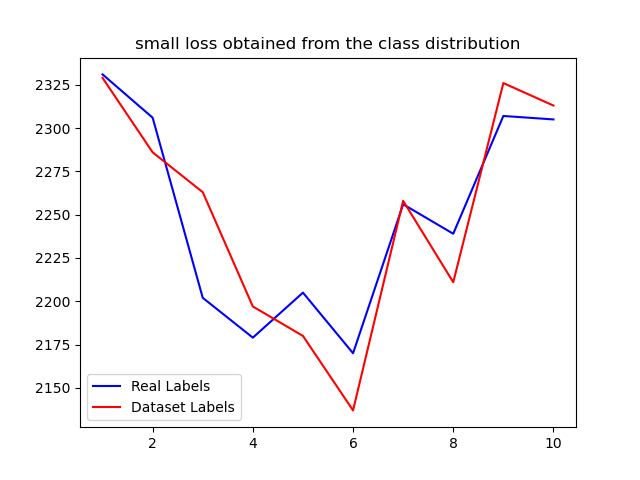 small loss obtained from the class distribution
2325
2300
2275
2250
2225
2200
2175
2150
Real Labels
Dataset Labels
2 4 6 8 10